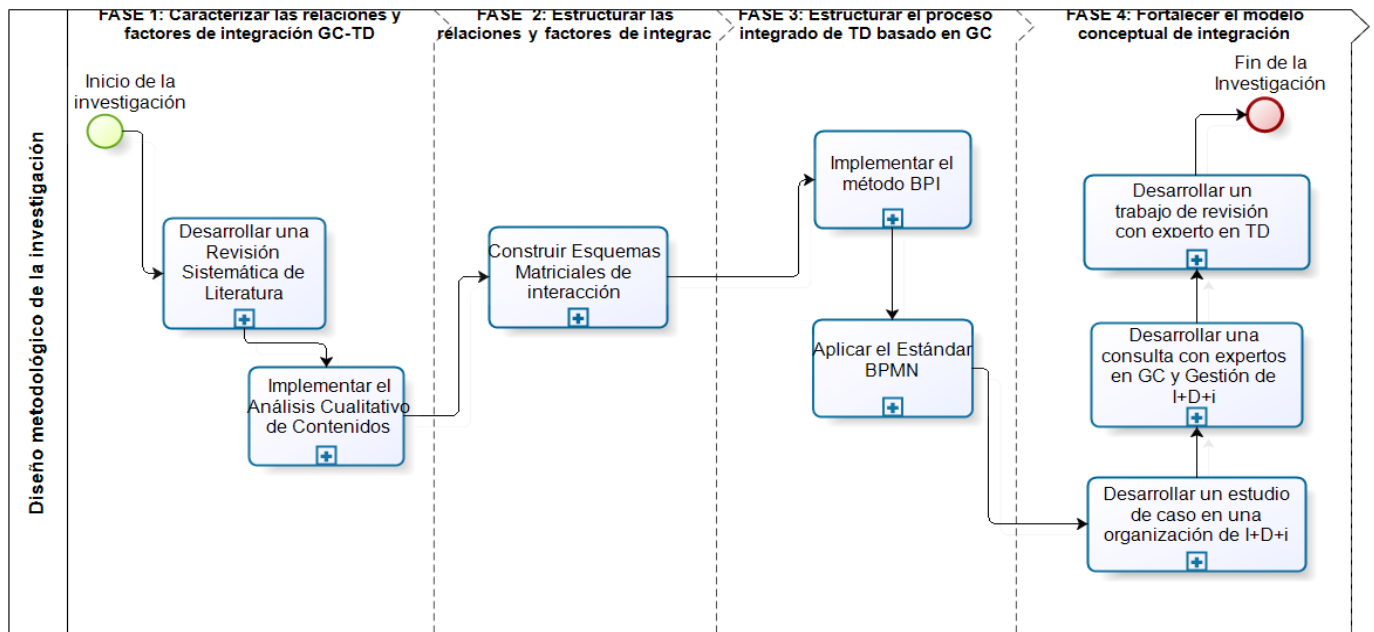 FASE 1: Caracterizar las relaciones y
factores de integración GC-TD
FASE 2: Estructurar las
relaciones y factores de integrac
FASE 3: Estructurar el proceso
integrado de TD basado en GC
FASE 4: Fortalecer el modelo
conceptual de integración
Diseño metodológico de la investigación
Inicio de la
investigación
Desarrollar una
Revisión
Sistemática de
Literatura
Implementar el
Análisis Cualitativo
de Contenidos
Construir Esquemas
Matriciales de
interacción
Implementar el
método BPI
Aplicar el Estándar
BPMN
Fin de la
Investigación
Desarrollar un
trabajo de revisión
con experto en TD
Desarrollar una
consulta con expertos
en GC y Gestión de
I+D+i
Desarrollar un estudio
de caso en una
organización de I+D+i